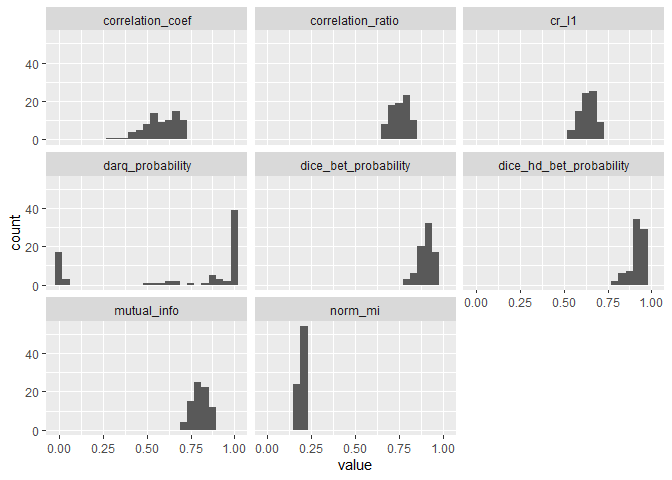 correlation_coef correlation_ratio cr_l1
40
20
0
darq_probability dice_bet_probability dice_hd_bet_probability
count
40
20
0
0.00 0.25 0.50 0.75 1.00
mutual_info norm_mi
40
20
0
0.00 0.25 0.50 0.75 1.00 0.00 0.25 0.50 0.75 1.00
value